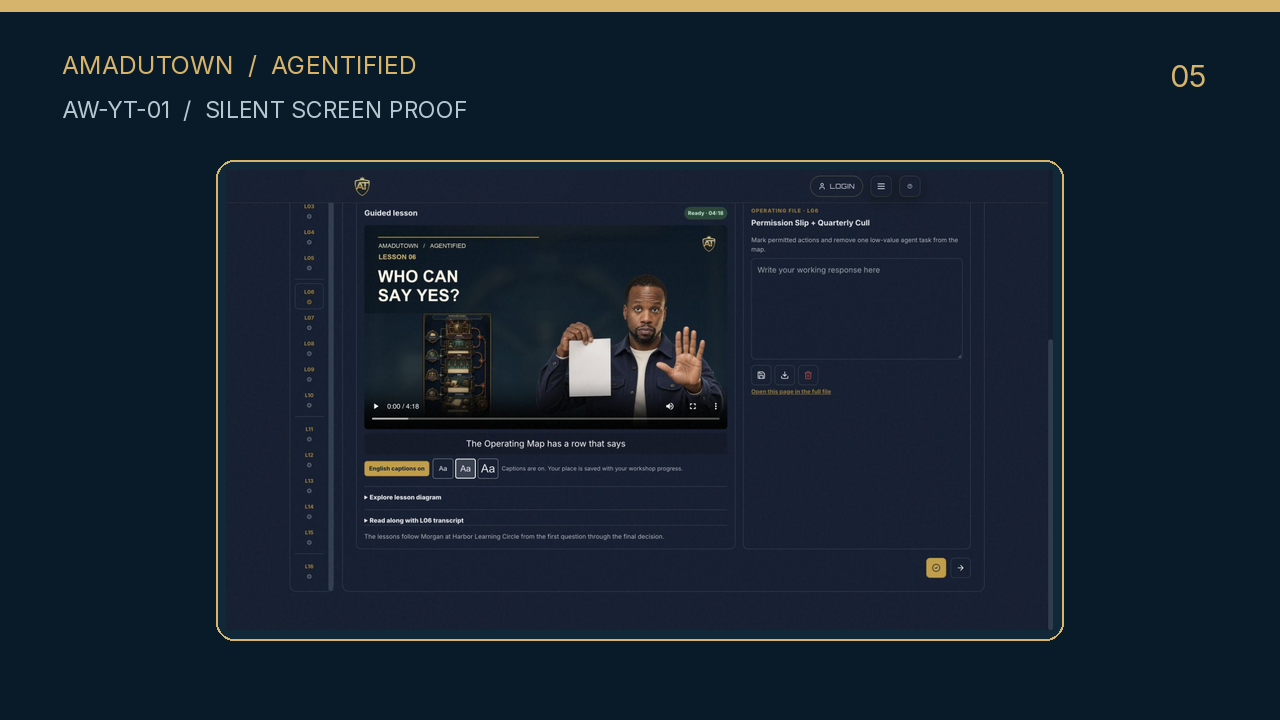 AMADUTOWN / AGENTIFIED
05
AW-YT-01 / SILENT SCREEN PROOF
AT
LOGIN
L03
L04
L05
L06
L07
L08
L09
L10
L11
L12
L13
L14
L15
L16
Guided lesson
Ready · 04:18
AMADUTOWN / AGENTIFIED
LESSON 06
AT
WHO CAN
SAY YES?
0:00 / 4:18
The Operating Map has a row that says
English captions on
Aa
Aa
Aa
Captions are on. Your place is saved with your workshop progress.
Explore lesson diagram
Read along with L06 transcript
The lessons follow Morgan at Harbor Learning Circle from the first question through the final decision.
OPERATING FILE · L06
Permission Slip + Quarterly Cull
Mark permitted actions and remove one low-value agent task from the
map.
Write your working response here
Open this page in the full file